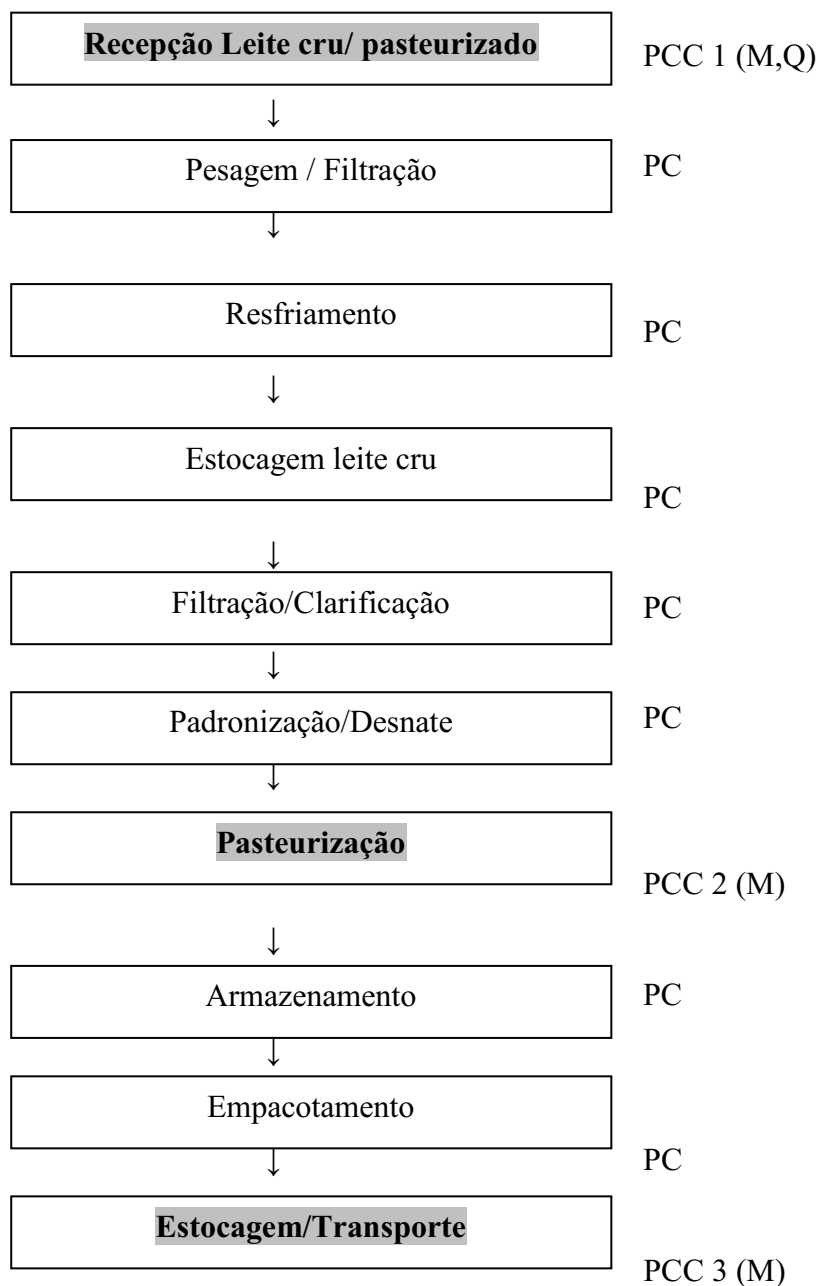 Recepção Leite cru/ pasteurizado
PCC 1 (M,Q)
↓
Pesagem / Filtração
PC
↓
Resfriamento
PC
↓
Estocagem leite cru
PC
↓
Filtração/Clarificação
PC
↓
Padronização/Desnate
PC
↓
Pasteurização
PCC 2 (M)
↓
Armazenamento
PC
↓
Empacotamento
PC
↓
Estocagem/Transporte
PCC 3 (M)